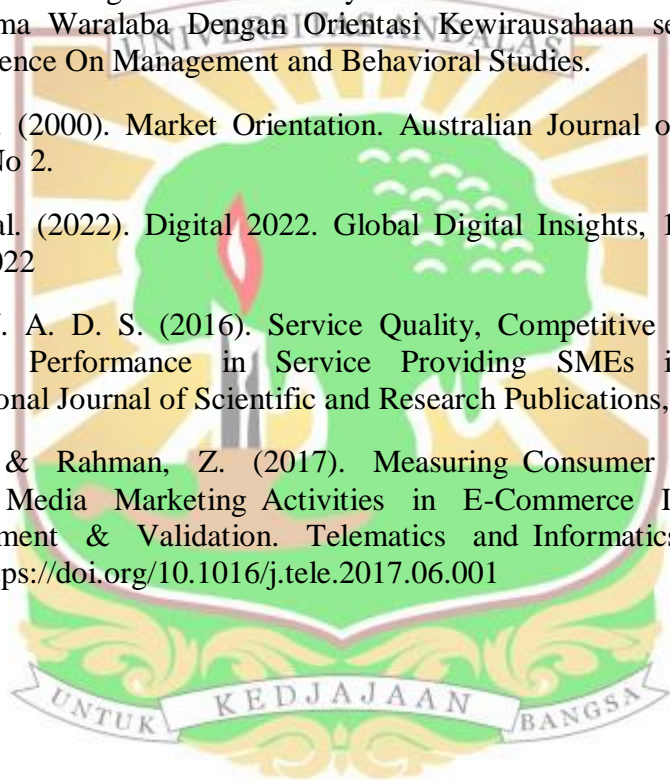 ma Waralaba Dengan Orientasi Kewirausahaan se
UNIVERSITAS ANDALAS
ence On Management and Behavioral Studies.
. (2000). Market Orientation. Australian Journal o
No 2.
al. (2022). Digital 2022. Global Digital Insights, 1
022
. A. D. S. (2016). Service Quality, Competitive
Performance in Service Providing SMEs i
onal Journal of Scientific and Research Publications,
& Rahman, Z. (2017). Measuring Consumer
Media Marketing Activities in E-Commerce I
ment & Validation. Telematics and Informatics
ps://doi.org/10.1016/j.tele.2017.06.001
UNTUK KEDJAJAAN BANGSA